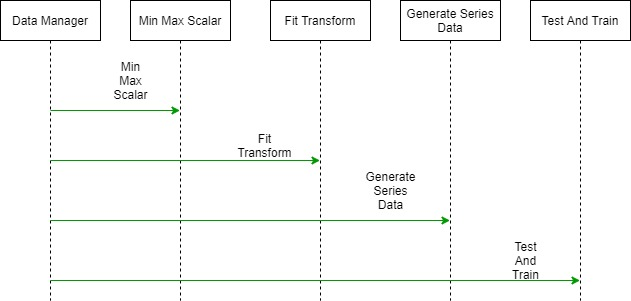 Data Manager
Min Max Scalar
Fit Transform
Generate Series
Data
Test And Train
Min
Max
Scalar
Fit
Transform
Generate
Series
Data
Test
And
Train